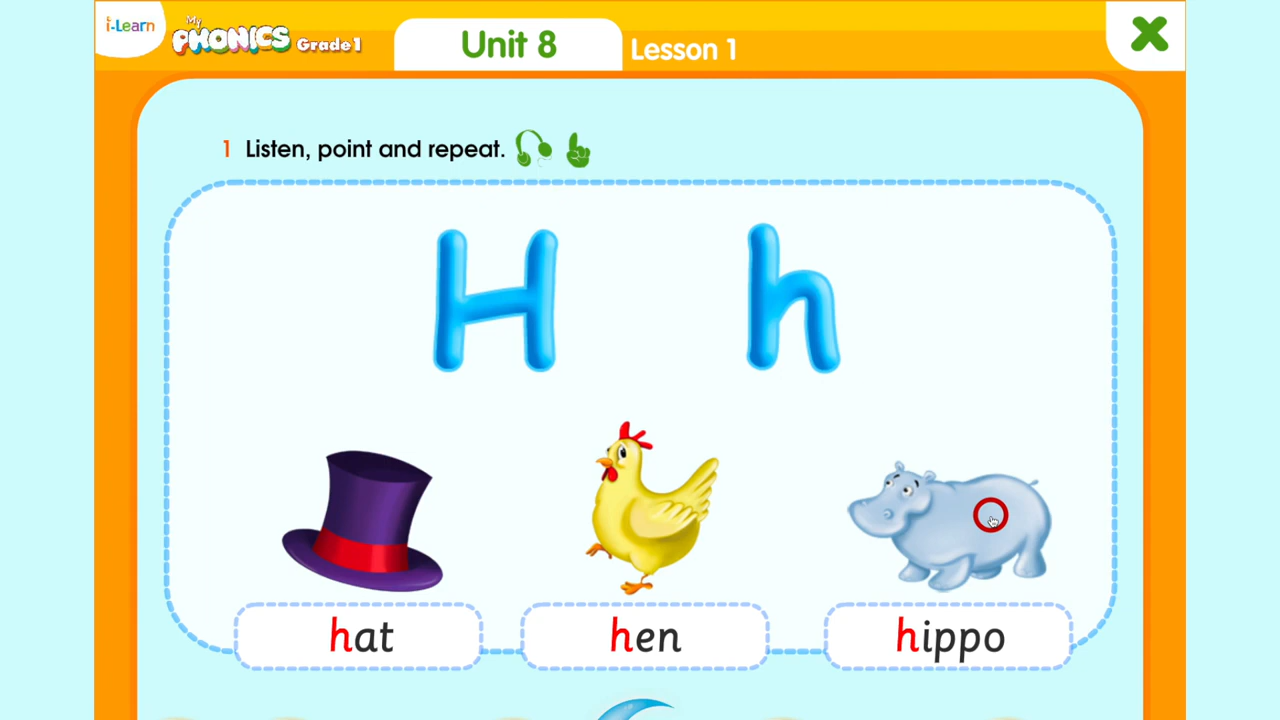 i-Learn
My
PHONICS Grade 1
Unit 8
Lesson 1
1 Listen, point and repeat.
H h
hat
hen
hippo